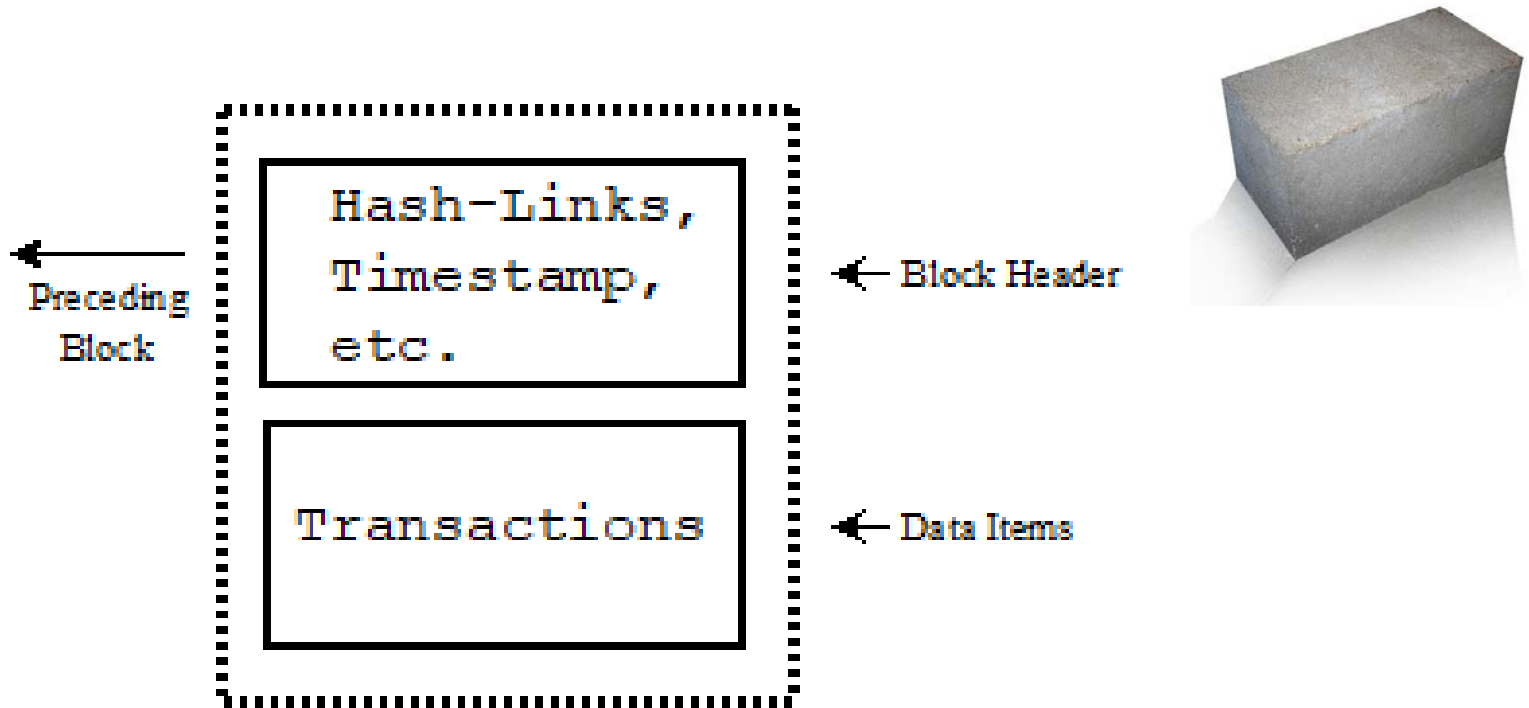 Hash-Links,
Timestamp,
etc.
Preceding
Block
Block Header
Transactions
Data Items